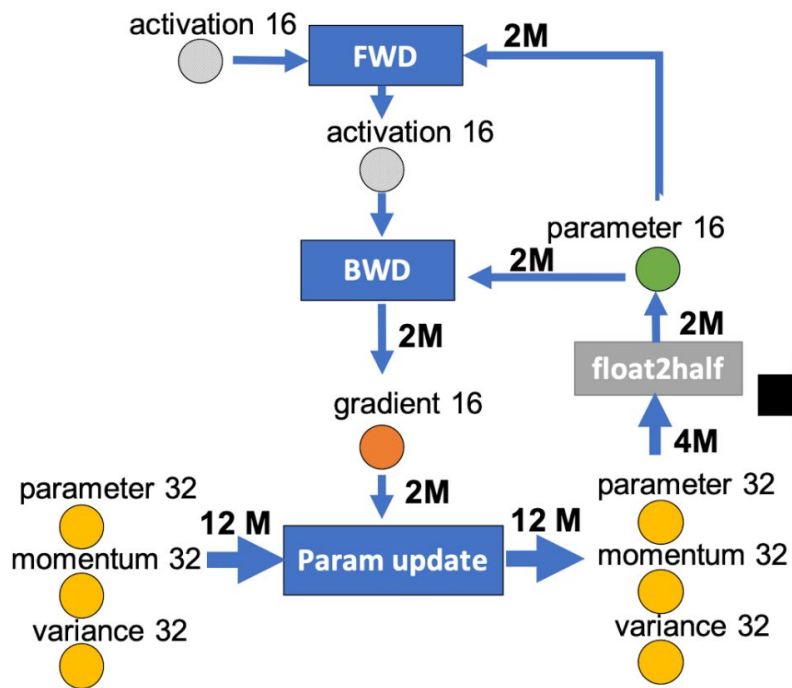 activation 16
FWD
2M
activation 16
parameter 16
BWD
2M
2M
2M
float2half
gradient 16
4M
parameter 32
2M
parameter 32
12 M
12 M
momentum 32
Param update
momentum 32
variance 32
variance 32